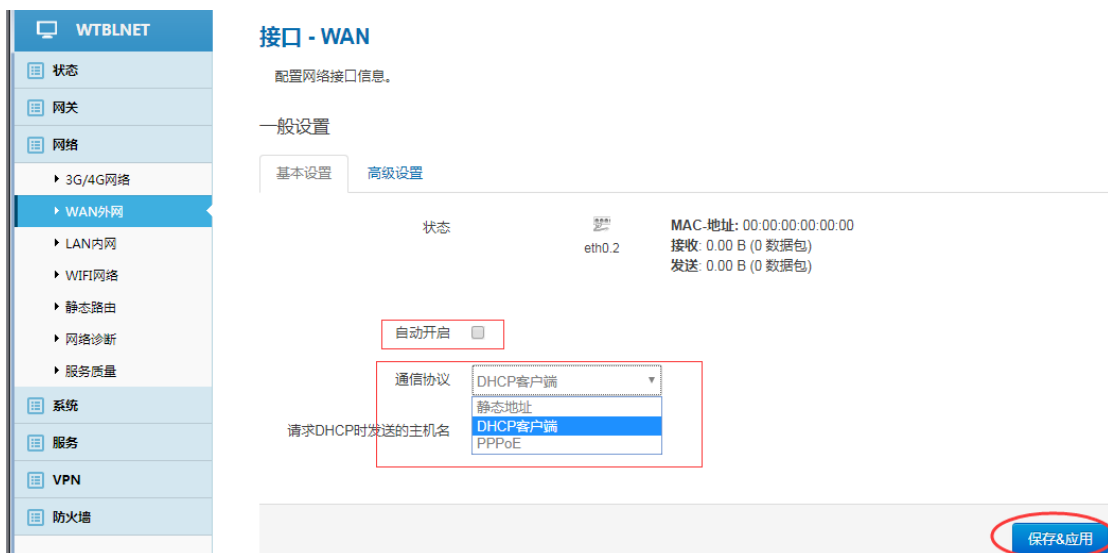 WTBLNET
状态
网关
网络
3G/4G网络
WAN外网
LAN内网
WIFI网络
静态路由
网络诊断
服务质量
系统
服务
VPN
防火墙
接口 - WAN
配置网络接口信息。
一般设置
基本设置 高级设置
状态
eth0.2
MAC-地址: 00:00:00:00:00:00
接收: 0.00 B (0 数据包)
发送: 0.00 B (0 数据包)
自动开启
通信协议 DHCP客户端
静态地址
请求DHCP时发送的主机名 DHCP客户端
PPPoE
保存&应用